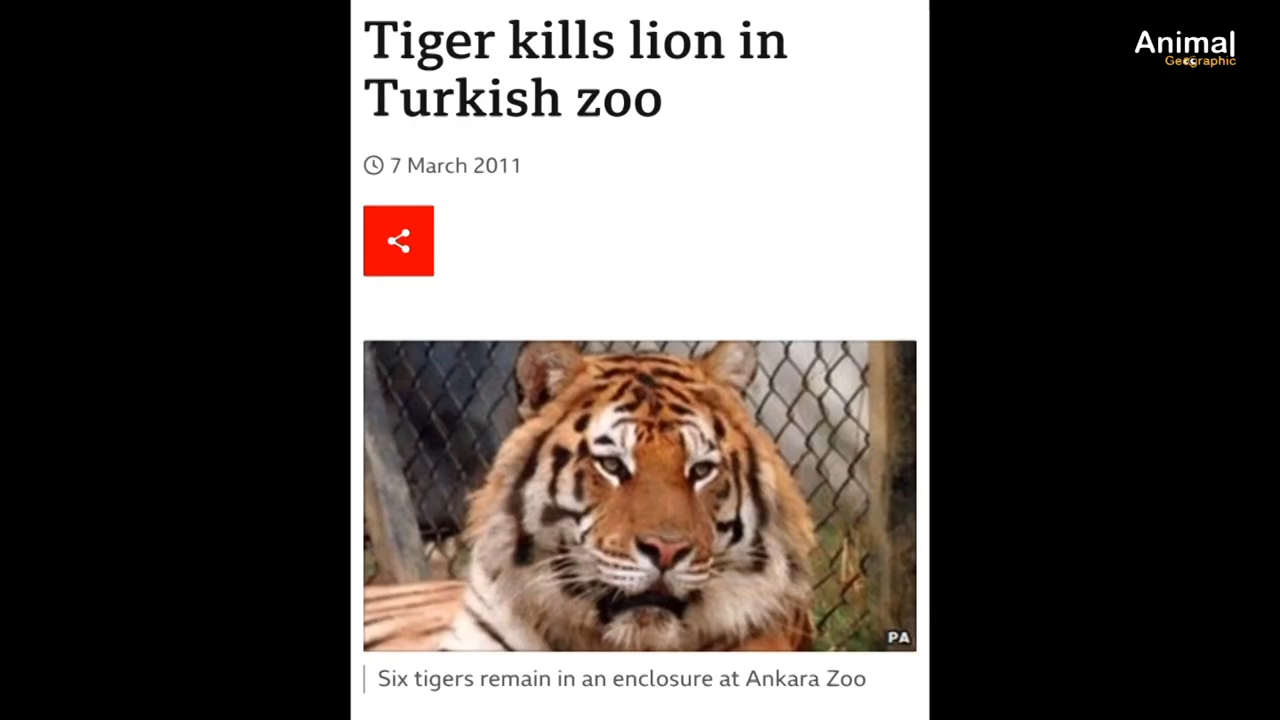 Tiger kills lion in
Turkish zoo
7 March 2011
Animal
Geographic
PA
Six tigers remain in an enclosure at Ankara Zoo